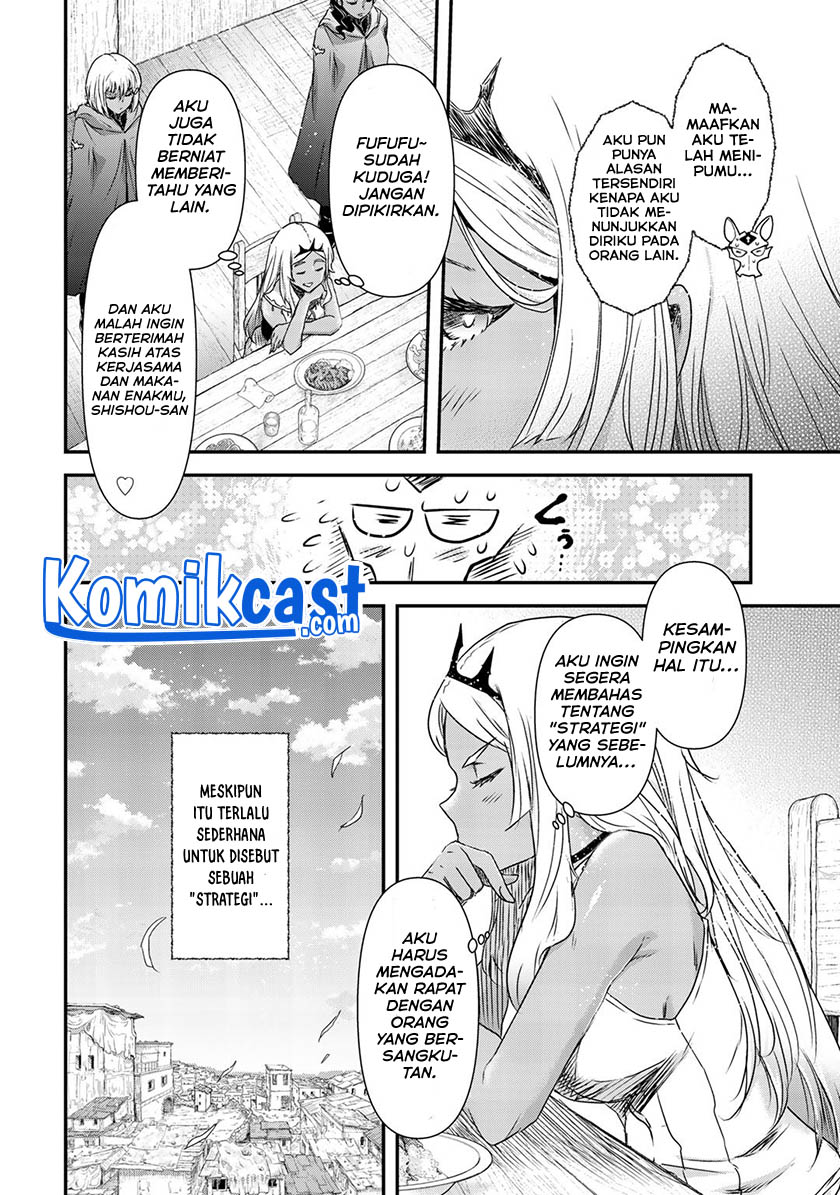 MA-
MAAFKAN
AKU TE-
LAH MENI-
PUMU...
AKU PUN
PUNYA
ALASAN
TERSENDIRI
KENAPA AKU
TIDAK ME-
NUNJUKKAN
DIRIKU PADA
ORANG LAIN.
FUFUFU~
SUDAH
KUDUGA!
JANGAN
DIPIKIRKAN.
AKU
JUGA
TIDAK
BERNIAT
MEMBERI-
TAHU YANG
LAIN.
DAN AKU
MALAH INGIN
BERTERIMAH
KASIH ATAS
KERJASAMA
DAN MAKA-
NAN ENAKMU,
SHISHOU-SAN
♡
くぅ…
Komikcast
.com
KESAM-
PINGKAN
HAL ITU...
AKU INGIN
SEGERA
MEMBAHAS
TENTANG
"STRATEGI"
YANG SEBE-
LUMNYA...
AKU
HARUS
MENGADA-
KAN RAPAT
DENGAN
ORANG
YANG BER-
SANGKU-
TAN.
MESKIPUN
ITU TERLALU
SEDERHANA
UNTUK DISEBUT
SEBUAH
"STRATEGI"...